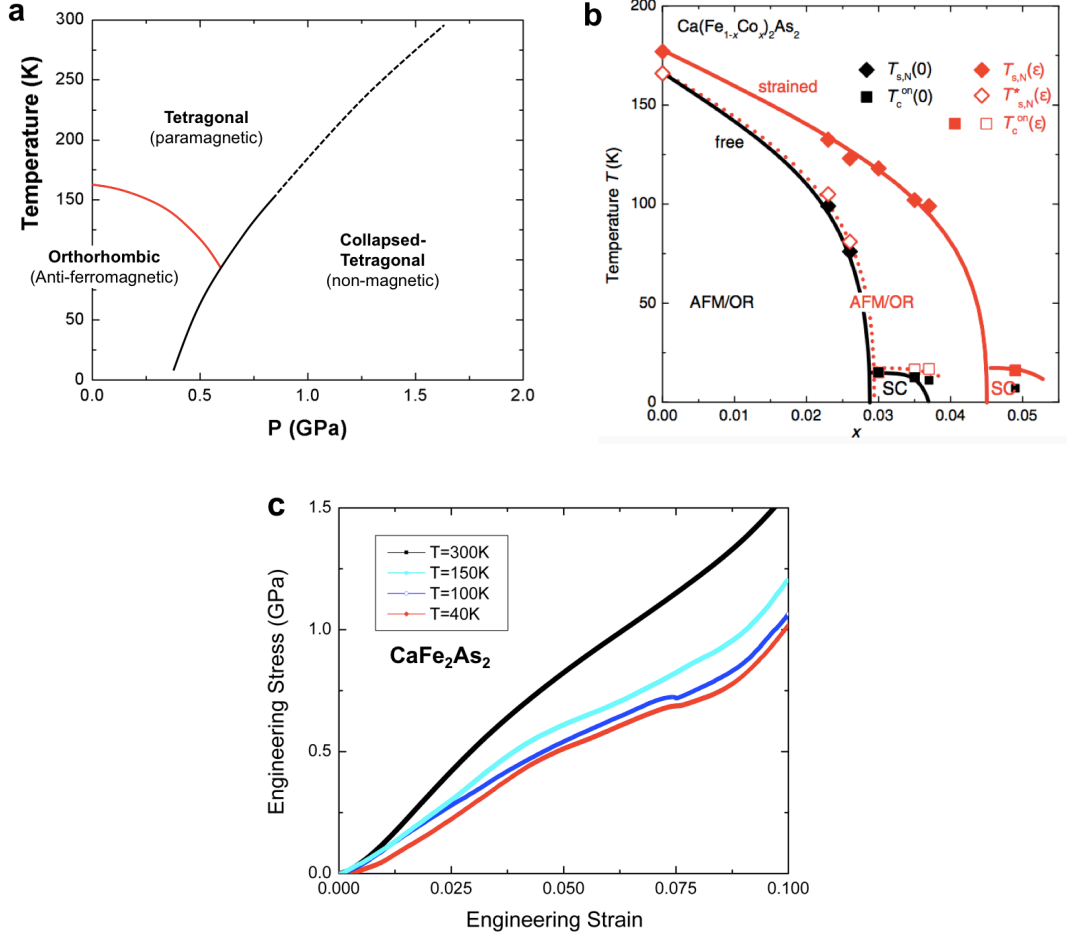 a
300
250
200
150
100
50
0
Temperature (K)
Tetragonal
(paramagnetic)
Orthorhombic
(Anti-ferromagnetic)
Collapsed-
Tetragonal
(non-magnetic)
0.0
0.5
1.0
1.5
2.0
P (GPa)
b
200
150
100
50
0
Temperature T (K)
Ca(Fe1-xCox)2As2
Ts,N(0)
Tcon(0)
Ts,N(ε)
T*s,N(ε)
Tcon(ε)
strained
free
AFM/OR
AFM/OR
SC
SC
0.00
0.01
0.02
0.03
0.04
0.05
x
c
1.5
1.0
0.5
0.0
Engineering Stress (GPa)
T=300K
T=150K
T=100K
T=40K
CaFe2As2
0.000
0.025
0.050
0.075
0.100
Engineering Strain